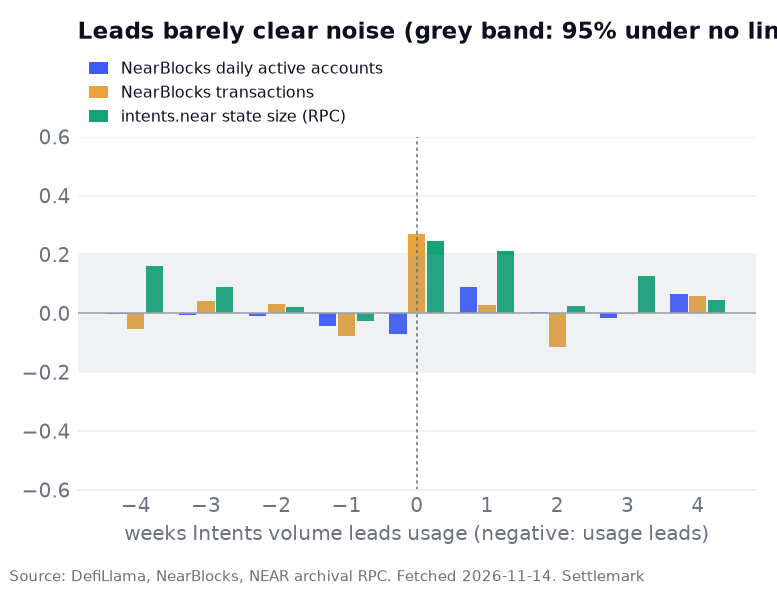 Leads barely clear noise (grey band: 95% under no lin
NearBlocks daily active accounts
NearBlocks transactions
intents.near state size (RPC)
0.6
0.4
0.2
0.0
−0.2
−0.4
−0.6
−4 −3 −2 −1 0 1 2 3 4
weeks Intents volume leads usage (negative: usage leads)
Source: DefiLlama, NearBlocks, NEAR archival RPC. Fetched 2026-11-14. Settlemark